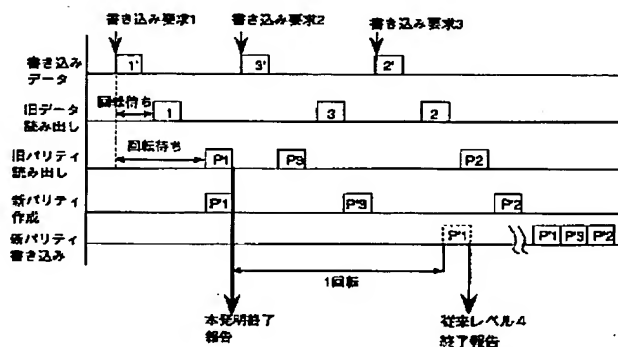 書き込み要求1
書き込み要求2
書き込み要求3
書き込み
データ
1'
3'
2'
回転待ち
旧データ
読み出し
1
3
2
回転待ち
旧パリティ
読み出し
P1
P3
P2
新パリティ
作成
P'1
P'3
P'2
新パリティ
書き込み
P'1
P'1
P'3
P'2
1回転
本発明終了
報告
従来レベル4
終了報告